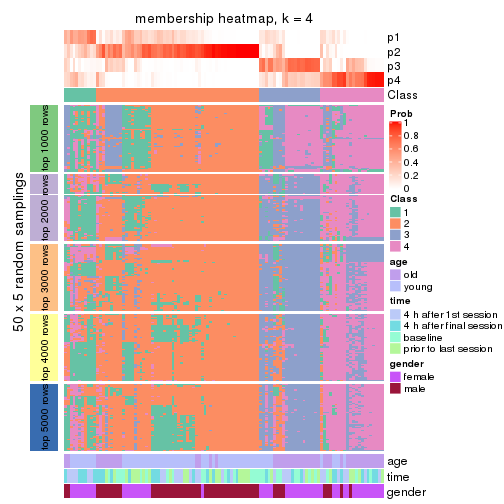 membership heatmap, k = 4
p1
p2
p3
p4
Class
50 x 5 random samplings
top 1000 rows
top 2000 rows
top 3000 rows
top 4000 rows
top 5000 rows
Prob
1
0.8
0.6
0.4
0.2
0
Class
1
2
3
4
age
old
young
time
4 h after 1st session
4 h after final session
baseline
prior to last session
gender
female
male
age
time
gender